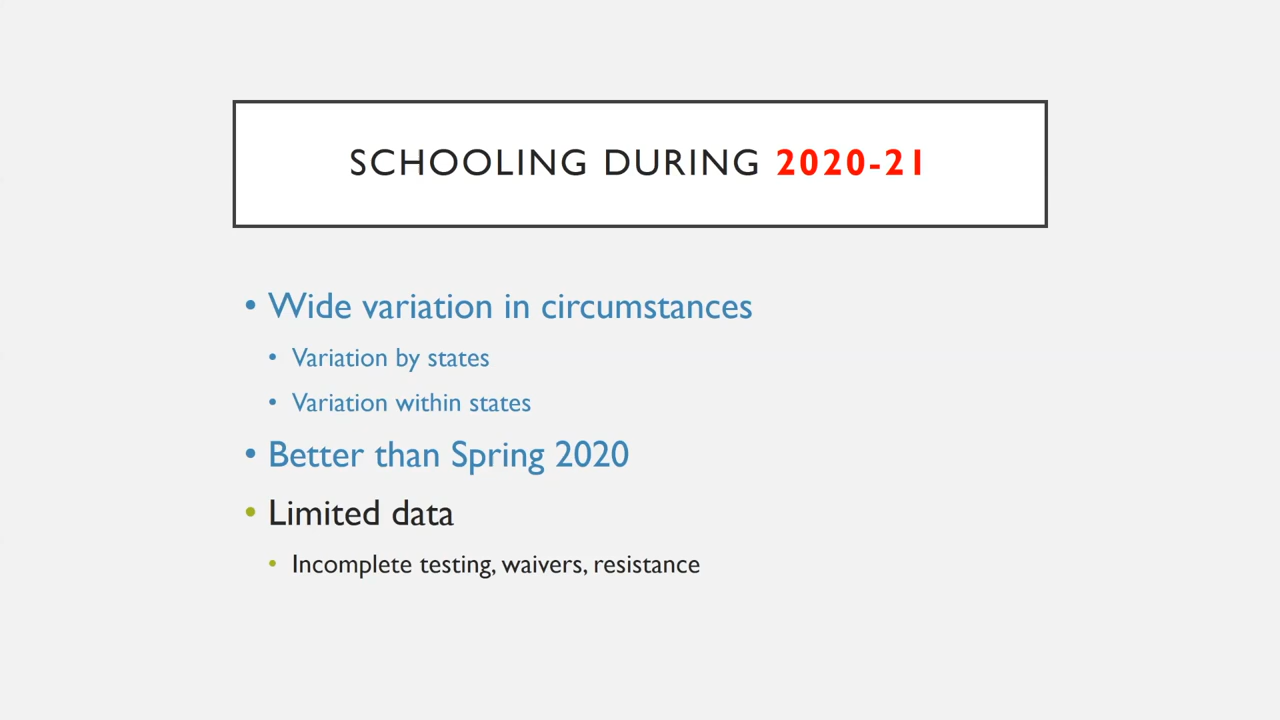 SCHOOLING DURING 2020-21
• Wide variation in circumstances
• Variation by states
• Variation within states
• Better than Spring 2020
• Limited data
• Incomplete testing, waivers, resistance